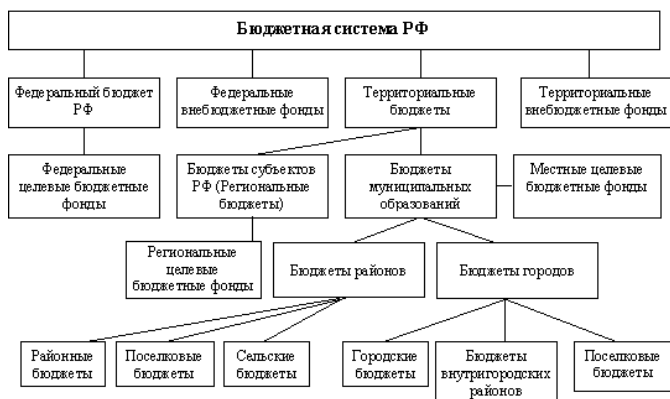 Бюджетная система РФ
Федеральный бюджет
РФ
Федеральные
внебюджетные фонды
Территориальные
бюджеты
Территориальные
внебюджетные фонды
Федеральные
целевые бюджетные
фонды
Бюджеты субъектов
РФ (Региональные
бюджеты)
Бюджеты
муниципальных
образований
Местные целевые
бюджетные фонды
Региональные
целевые
бюджетные фонды
Бюджеты районов
Бюджеты городов
Районные
бюджеты
Поселковые
бюджеты
Сельские
бюджеты
Городские
бюджеты
Бюджеты
внутригородских
районов
Поселковые
бюджеты